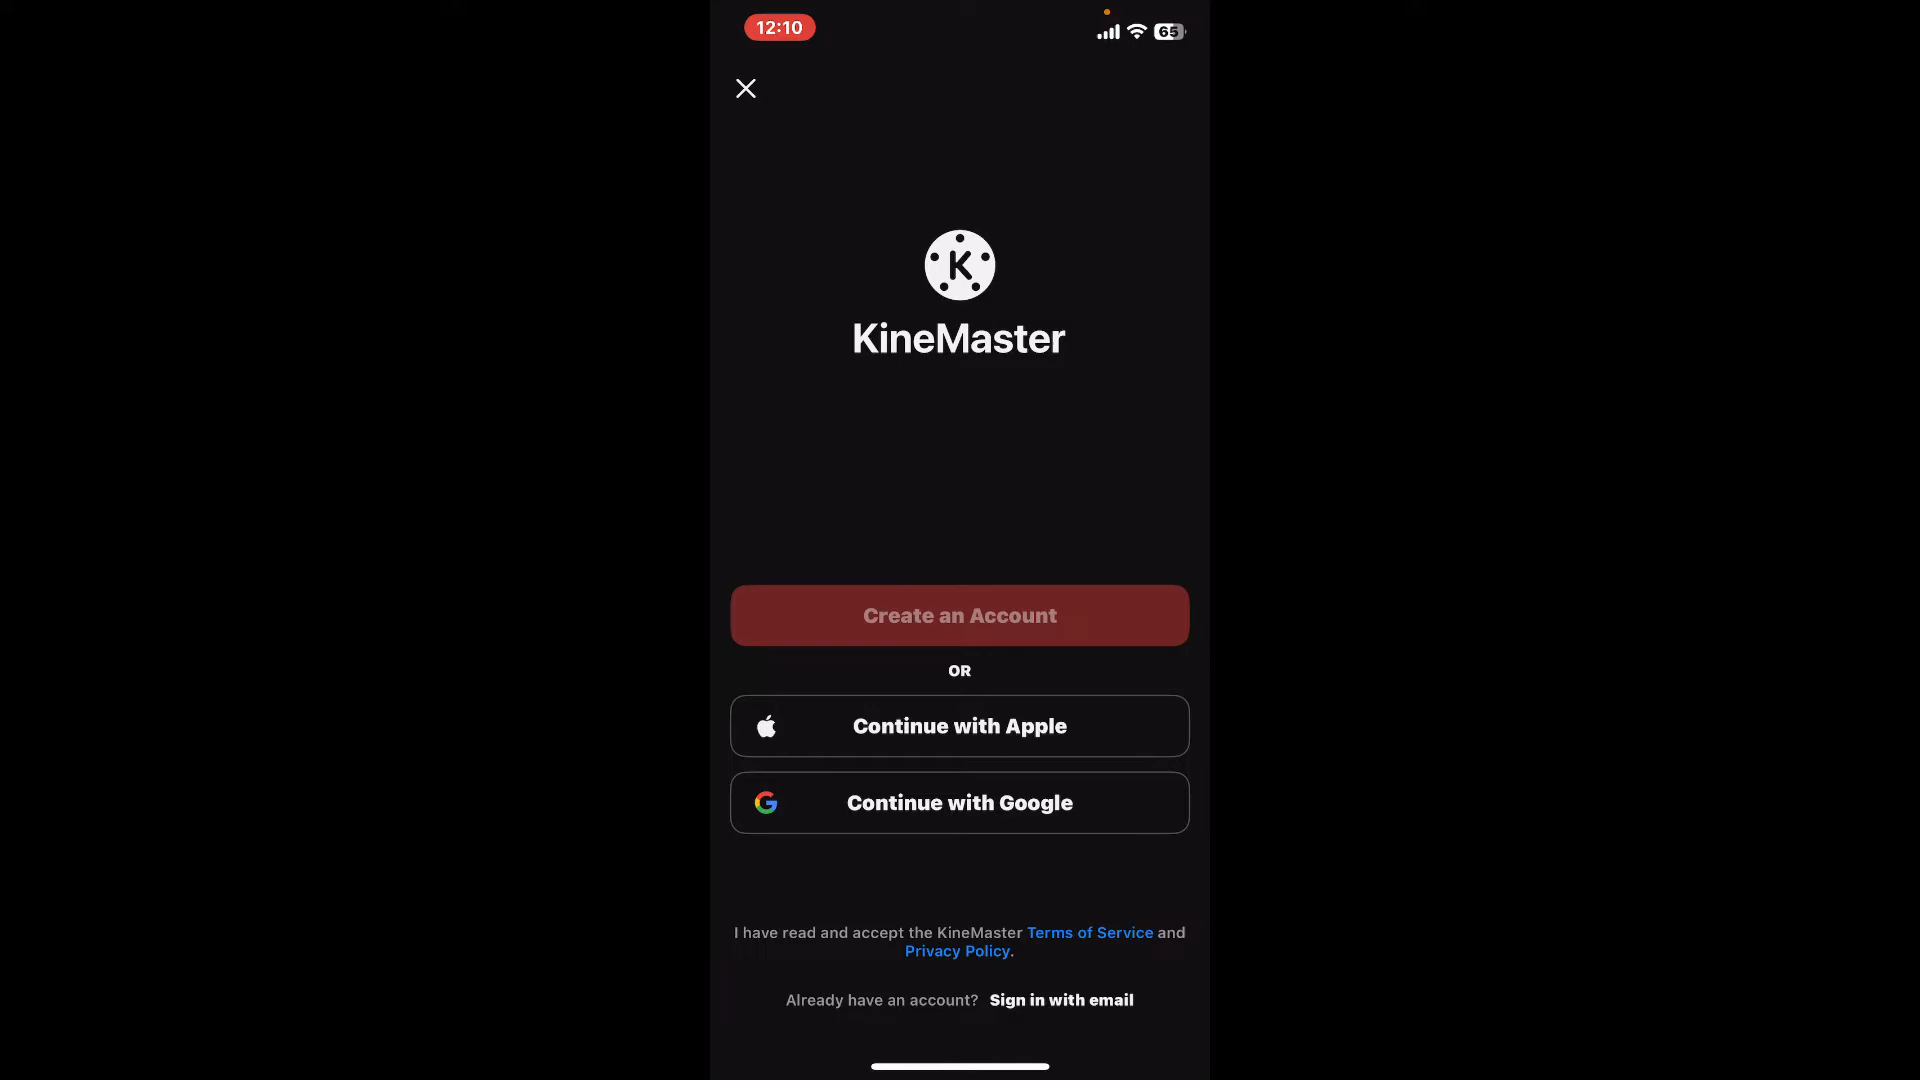 12:10
65
K
KineMaster
Create an Account
OR
Continue with Apple
Continue with Google
I have read and accept the KineMaster Terms of Service and
Privacy Policy.
Already have an account? Sign in with email